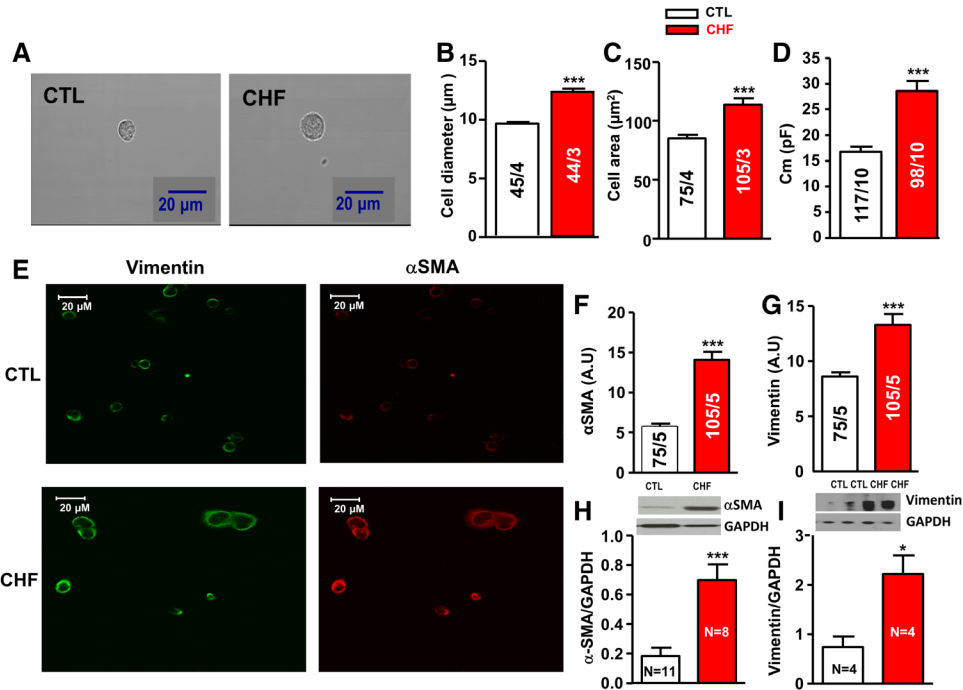 CTL
CHF
A
CTL
20 µm
CHF
20 µm
B
Cell diameter (µm )
15
10
5
0
***
45/4
44/3
C
Cell area (µm²)
150
100
50
0
***
75/4
105/3
D
Cm (pF)
35
30
25
20
15
10
5
0
***
117/10
98/10
E
Vimentin
αSMA
CTL
20 µM
20 µM
CHF
20 µM
20 µM
F
αSMA (A.U)
20
15
10
5
0
***
75/5
105/5
G
Vimentin (A.U)
15
10
5
0
***
75/5
105/5
H
CTL CHF
αSMA
GAPDH
α-SMA/GAPDH
1.0
0.8
0.6
0.4
0.2
0.0
***
N=11
N=8
I
CTL CTL CHF CHF
Vimentin
GAPDH
Vimentin/GAPDH
3
2
1
0
*
N=4
N=4